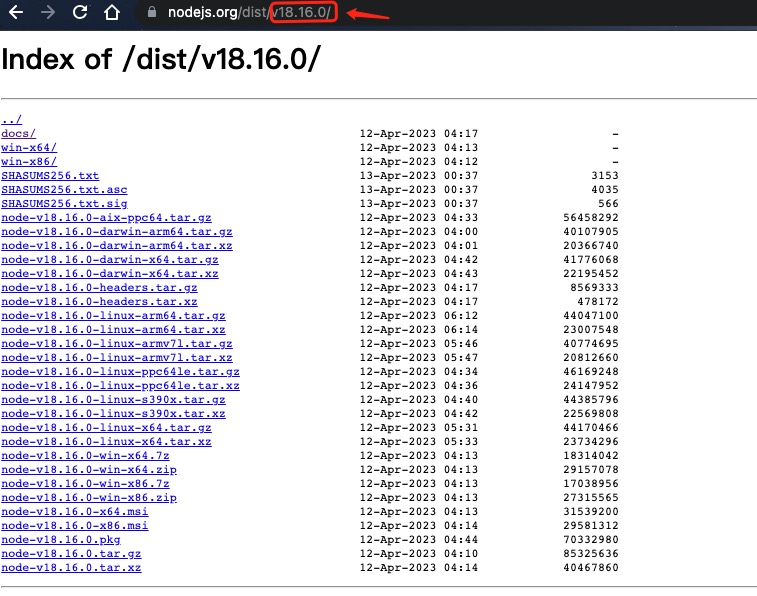 nodejs.org/dist/v18.16.0/
Index of /dist/v18.16.0/
../
docs/ 12-Apr-2023 04:17 -
win-x64/ 12-Apr-2023 04:13 -
win-x86/ 12-Apr-2023 04:12 -
SHASUMS256.txt 13-Apr-2023 00:37 3153
SHASUMS256.txt.asc 13-Apr-2023 00:37 4035
SHASUMS256.txt.sig 13-Apr-2023 00:37 566
node-v18.16.0-aix-ppc64.tar.gz 12-Apr-2023 04:33 56458292
node-v18.16.0-darwin-arm64.tar.gz 12-Apr-2023 04:00 40107905
node-v18.16.0-darwin-arm64.tar.xz 12-Apr-2023 04:01 20366740
node-v18.16.0-darwin-x64.tar.gz 12-Apr-2023 04:42 41776068
node-v18.16.0-darwin-x64.tar.xz 12-Apr-2023 04:43 22195452
node-v18.16.0-headers.tar.gz 12-Apr-2023 04:17 8569333
node-v18.16.0-headers.tar.xz 12-Apr-2023 04:17 478172
node-v18.16.0-linux-arm64.tar.gz 12-Apr-2023 06:12 44047100
node-v18.16.0-linux-arm64.tar.xz 12-Apr-2023 06:14 23007548
node-v18.16.0-linux-armv7l.tar.gz 12-Apr-2023 05:46 40774695
node-v18.16.0-linux-armv7l.tar.xz 12-Apr-2023 05:47 20812660
node-v18.16.0-linux-ppc64le.tar.gz 12-Apr-2023 04:34 46169248
node-v18.16.0-linux-ppc64le.tar.xz 12-Apr-2023 04:36 24147952
node-v18.16.0-linux-s390x.tar.gz 12-Apr-2023 04:40 44385796
node-v18.16.0-linux-s390x.tar.xz 12-Apr-2023 04:42 22569808
node-v18.16.0-linux-x64.tar.gz 12-Apr-2023 05:31 44170466
node-v18.16.0-linux-x64.tar.xz 12-Apr-2023 05:33 23734296
node-v18.16.0-win-x64.7z 12-Apr-2023 04:13 18314042
node-v18.16.0-win-x64.zip 12-Apr-2023 04:13 29157078
node-v18.16.0-win-x86.7z 12-Apr-2023 04:13 17038956
node-v18.16.0-win-x86.zip 12-Apr-2023 04:13 27315565
node-v18.16.0-x64.msi 12-Apr-2023 04:13 31539200
node-v18.16.0-x86.msi 12-Apr-2023 04:14 29581312
node-v18.16.0.pkg 12-Apr-2023 04:44 70332980
node-v18.16.0.tar.gz 12-Apr-2023 04:10 85325636
node-v18.16.0.tar.xz 12-Apr-2023 04:14 40467860